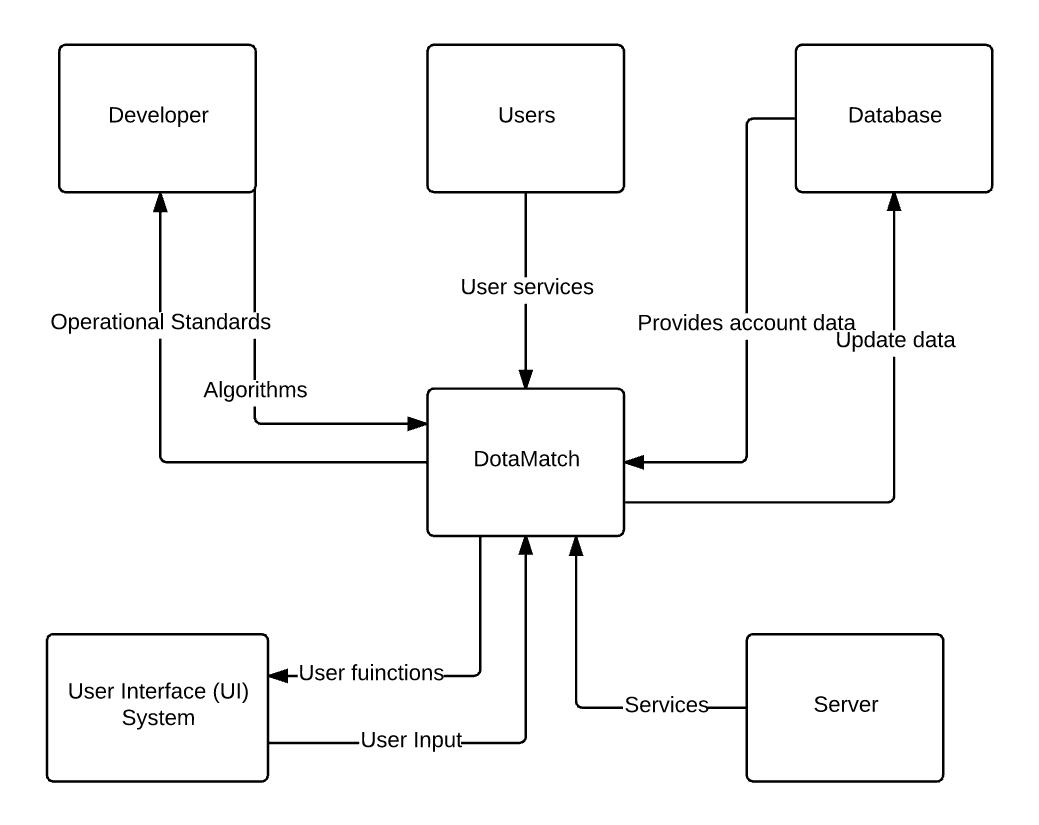 Developer
Users
Database
User services
Operational Standards
Provides account data
Update data
Algorithms
DotaMatch
User fuinctions
User Interface (UI)
System
Services
Server
User Input